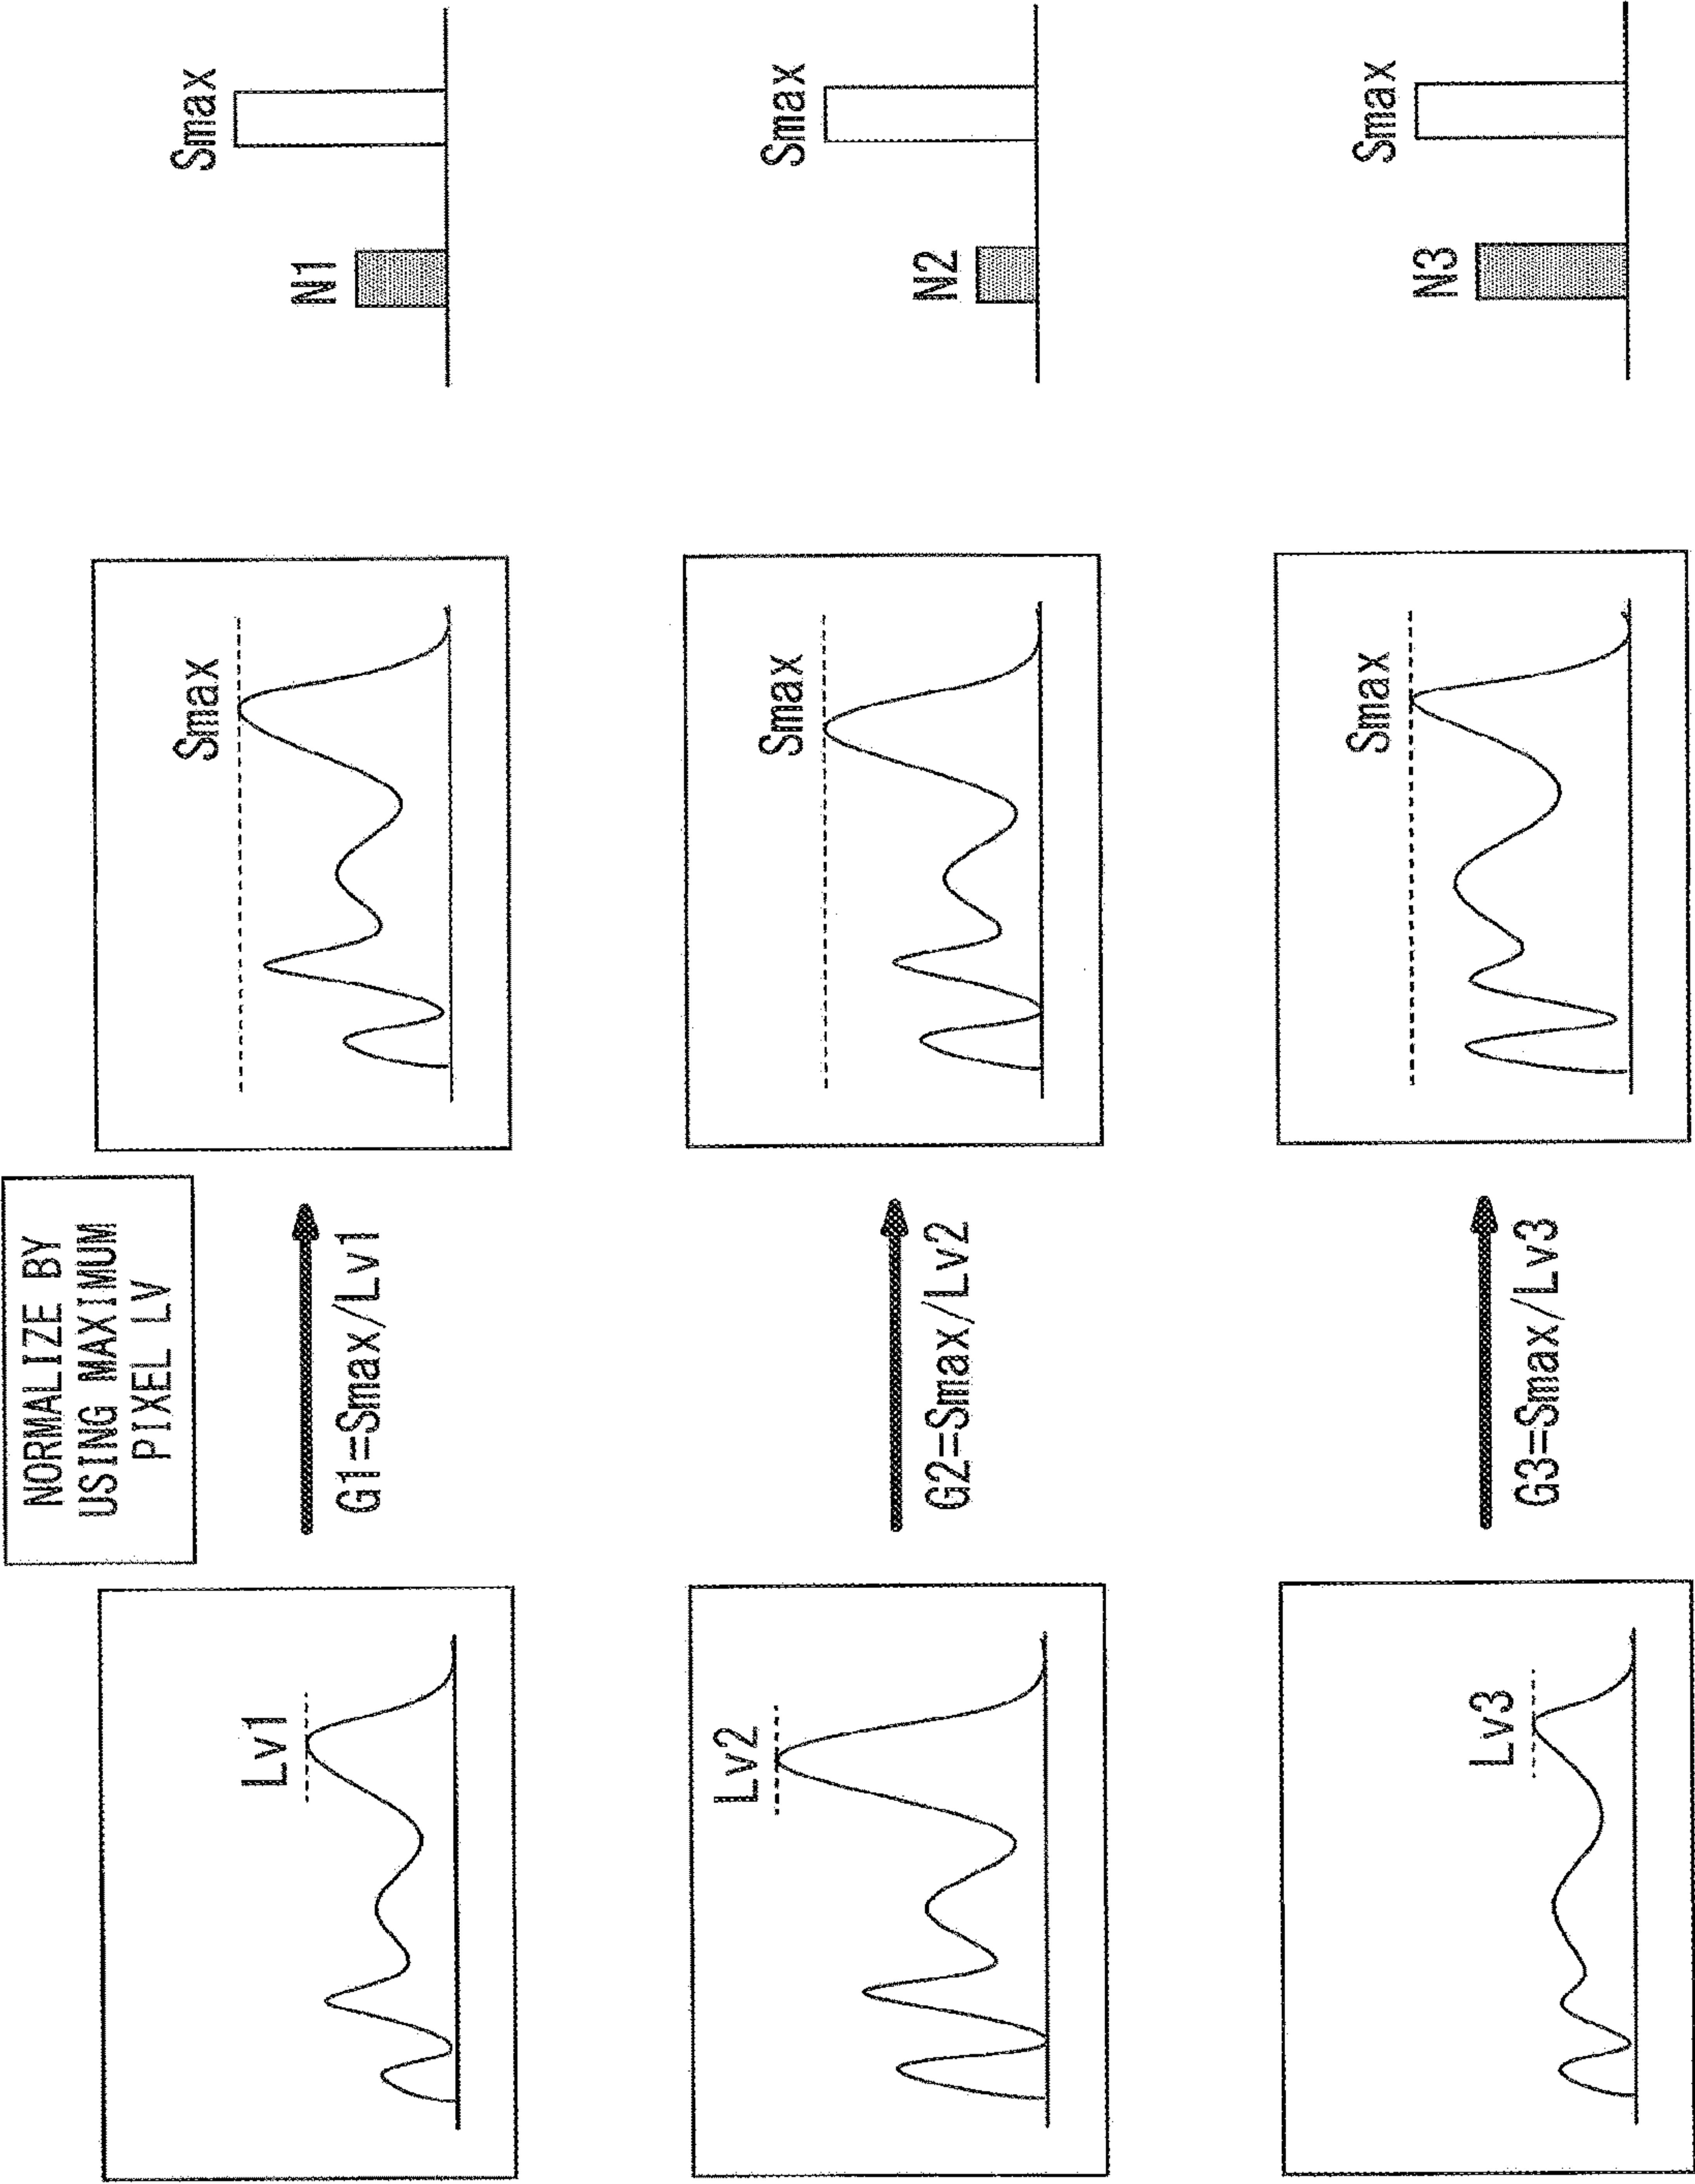 NORMALIZE BY
USING MAXIMUM
PIXEL LV
Lv1
G1=Smax/Lv1
Smax
N1
Smax
Lv2
G2=Smax/Lv2
Smax
N2
Smax
Lv3
G3=Smax/Lv3
Smax
N3
Smax